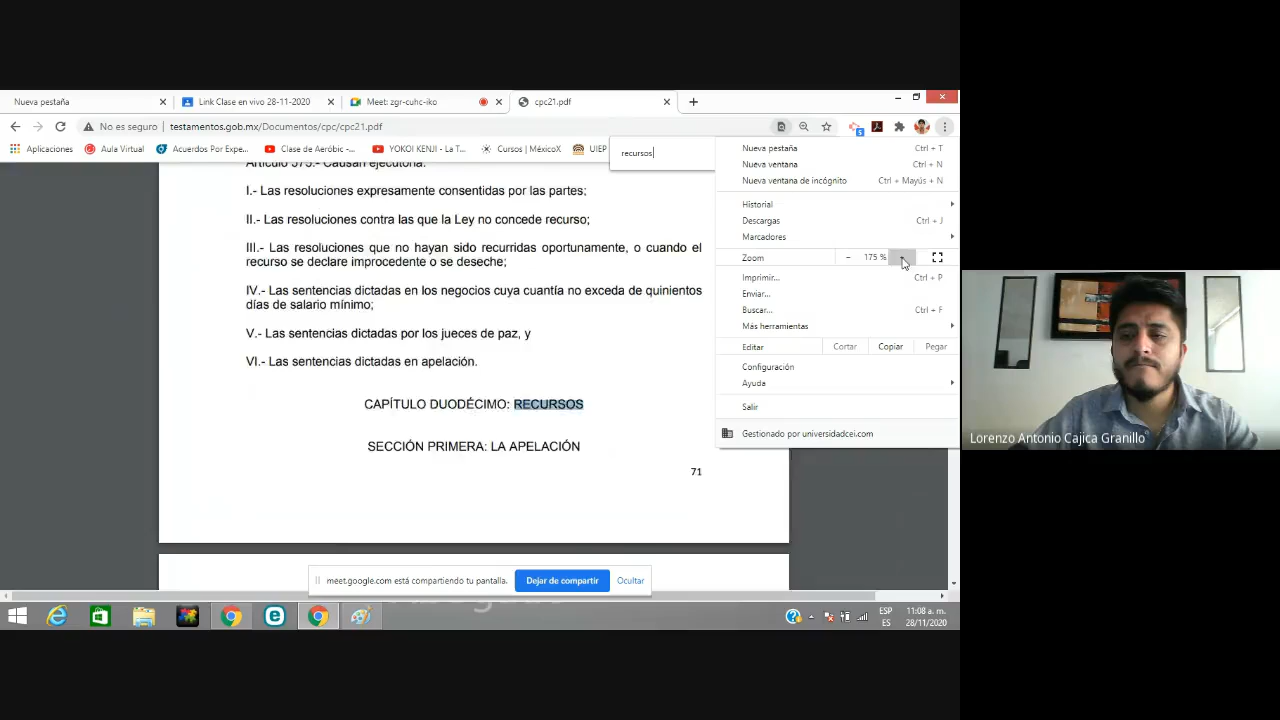 Nueva pestaña
Link Clase en vivo 28-11-2020
Meet: zgr-cuhc-iko
cpc21.pdf
No es seguro
testamentos.gob.mx/Documentos/cpc/cpc21.pdf
Aplicaciones
Aula Virtual
Acuerdos Por Expe...
Clase de Aeróbic -...
YOKOI KENJI - La T...
Cursos | MéxicoX
UIEP
recursos
I.- Las resoluciones expresamente consentidas por las partes;
II.- Las resoluciones contra las que la Ley no concede recurso;
III.- Las resoluciones que no hayan sido recurridas oportunamente, o cuando el
recurso se declare improcedente o se deseche;
IV.- Las sentencias dictadas en los negocios cuya cuantía no exceda de quinientos
días de salario mínimo;
V.- Las sentencias dictadas por los jueces de paz, y
VI.- Las sentencias dictadas en apelación.
CAPÍTULO DUODÉCIMO: RECURSOS
SECCIÓN PRIMERA: LA APELACIÓN
71
Nueva pestaña Ctrl + T
Nueva ventana Ctrl + N
Nueva ventana de incógnito Ctrl + Mayús + N
Historial
Descargas Ctrl + J
Marcadores
Zoom − 175 %
Imprimir... Ctrl + P
Enviar...
Buscar... Ctrl + F
Más herramientas
Editar Cortar Copiar Pegar
Configuración
Ayuda
Salir
Gestionado por universidadcei.com
meet.google.com está compartiendo tu pantalla.
Dejar de compartir
Ocultar
ESP
ES
11:08 a. m.
28/11/2020
Lorenzo Antonio Cajica Granillo